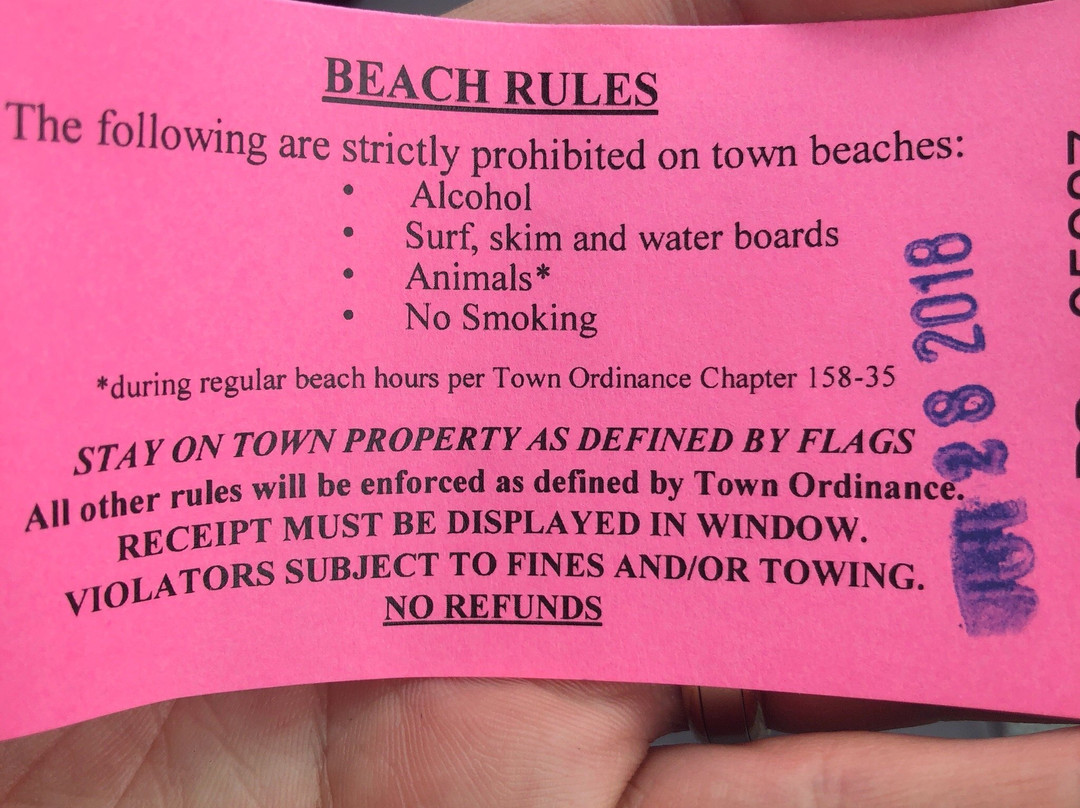 BEACH RULES
The following are strictly prohibited on town beaches:
• Alcohol
• Surf, skim and water boards
• Animals*
• No Smoking
*during regular beach hours per Town Ordinance Chapter 158-35
STAY ON TOWN PROPERTY AS DEFINED BY FLAGS
All other rules will be enforced as defined by Town Ordinance.
RECEIPT MUST BE DISPLAYED IN WINDOW.
VIOLATORS SUBJECT TO FINES AND/OR TOWING.
NO REFUNDS
28 2018